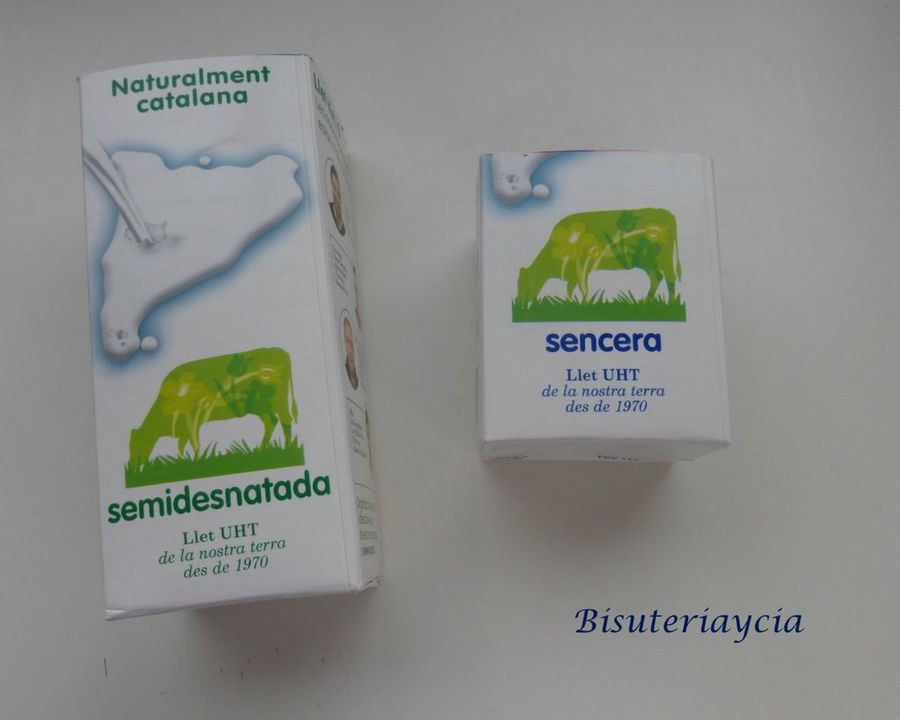 Naturalment
catalana
semidesnatada
Llet UHT
de la nostra terra
des de 1970
sencera
Llet UHT
de la nostra terra
des de 1970
Bisuteriaycia